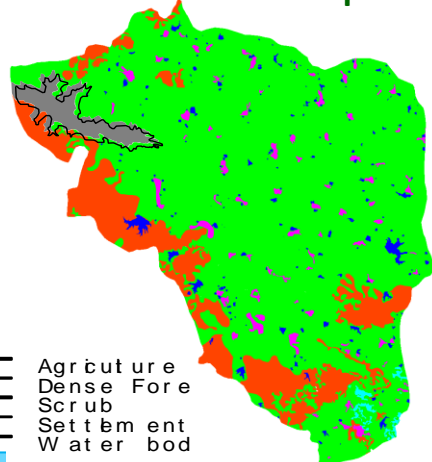 Agricuture
Dense Fore
Scrub
Settlement
Water bod